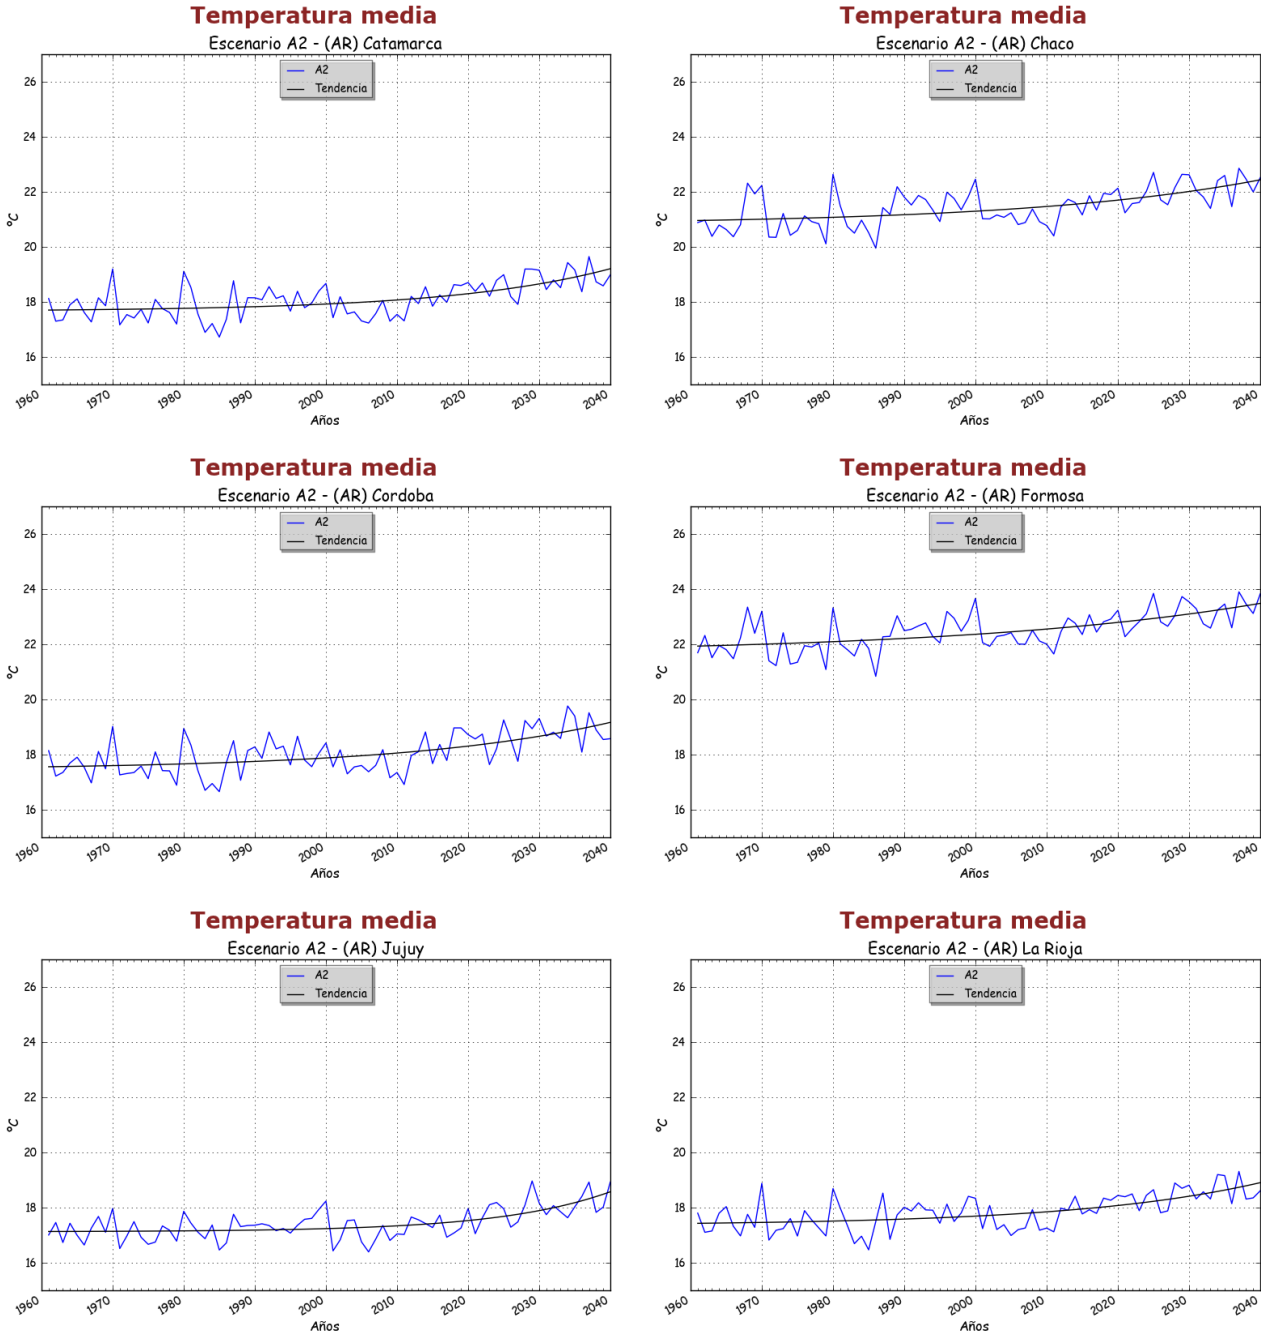 Temperatura media
Escenario A2 - (AR) Catamarca
A2
Tendencia
26
24
22
20
18
16
°C
1960 1970 1980 1990 2000 2010 2020 2030 2040
Años
Temperatura media
Escenario A2 - (AR) Chaco
A2
Tendencia
26
24
22
20
18
16
°C
1960 1970 1980 1990 2000 2010 2020 2030 2040
Años
Temperatura media
Escenario A2 - (AR) Cordoba
A2
Tendencia
26
24
22
20
18
16
°C
1960 1970 1980 1990 2000 2010 2020 2030 2040
Años
Temperatura media
Escenario A2 - (AR) Formosa
A2
Tendencia
26
24
22
20
18
16
°C
1960 1970 1980 1990 2000 2010 2020 2030 2040
Años
Temperatura media
Escenario A2 - (AR) Jujuy
A2
Tendencia
26
24
22
20
18
16
°C
1960 1970 1980 1990 2000 2010 2020 2030 2040
Años
Temperatura media
Escenario A2 - (AR) La Rioja
A2
Tendencia
26
24
22
20
18
16
°C
1960 1970 1980 1990 2000 2010 2020 2030 2040
Años